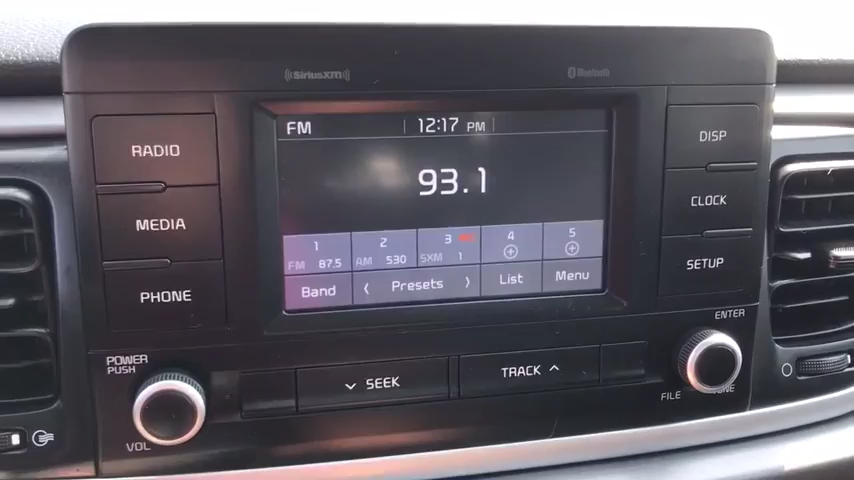 SiriusXM Bluetooth
RADIO
MEDIA
PHONE
FM 12:17 PM
93.1
1 2 3 4 5
FM 87.5 AM 530 SXM 1
Band < Presets > List Menu
DISP
CLOCK
SETUP
POWER
PUSH
VOL
SEEK
TRACK
ENTER
FILE